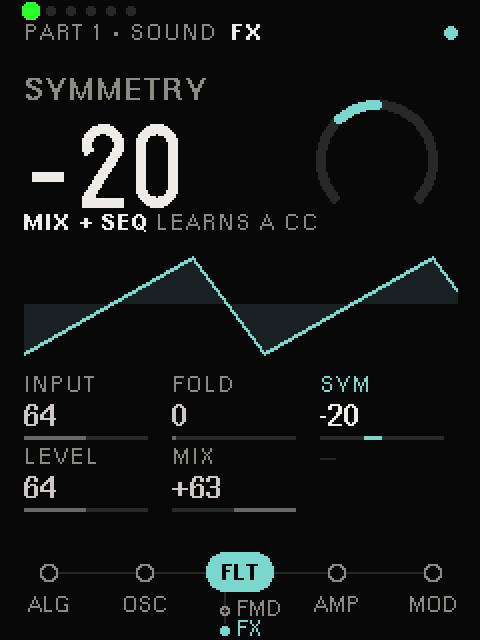 PART 1 · SOUND FX
SYMMETRY
-20
MIX + SEQ LEARNS A CC
INPUT FOLD SYM
64 0 -20
LEVEL MIX —
64 +63
FLT
ALG OSC FMD AMP MOD
FX